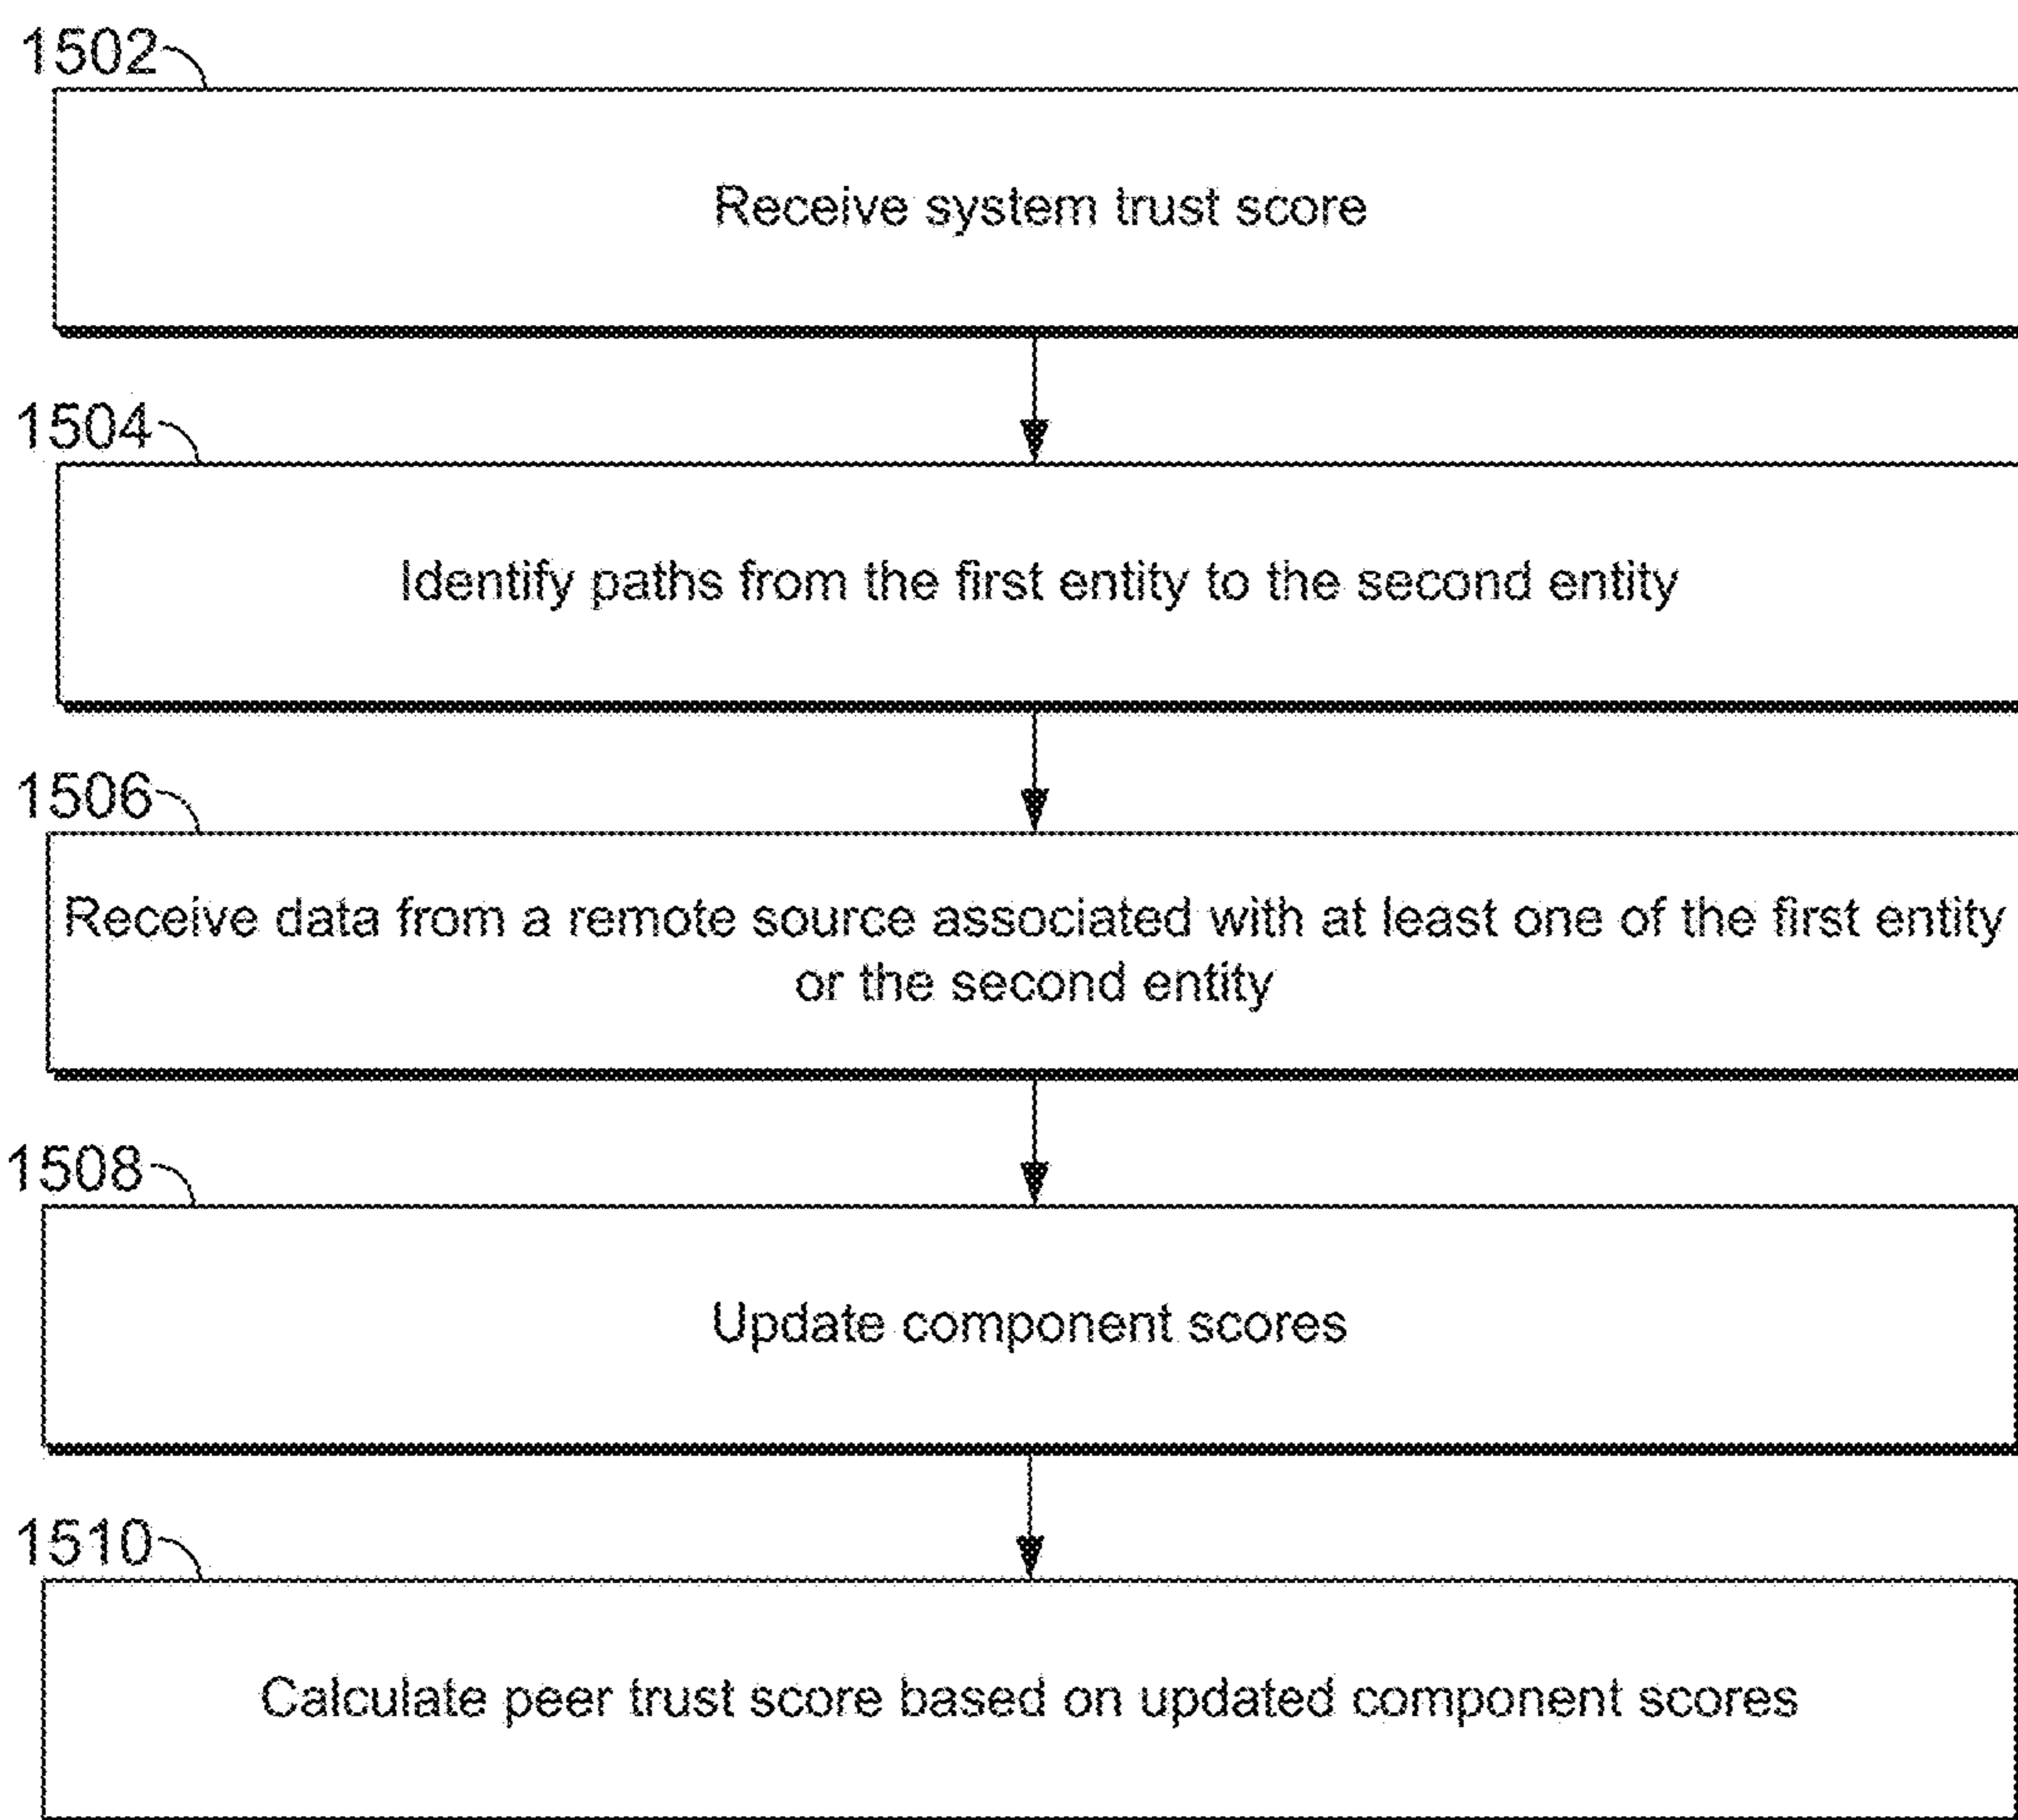 1502
Receive system trust score
1504
Identify paths from the first entity to the second entity
1506
Receive data from a remote source associated with at least one of the first entity
or the second entity
1508
Update component scores
1510
Calculate peer trust score based on updated component scores